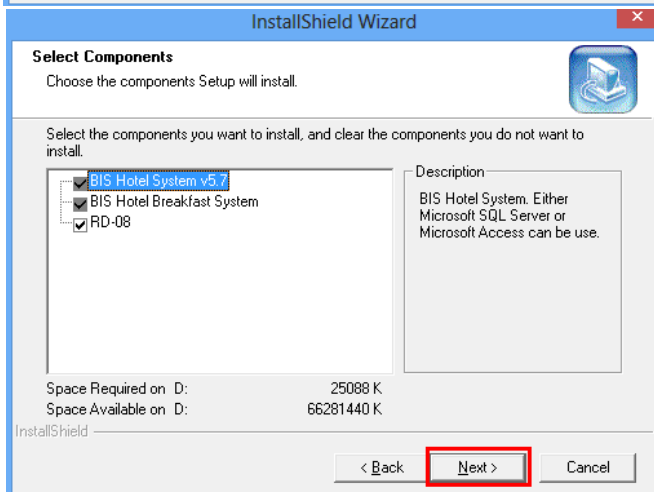 InstallShield Wizard
Select Components
Choose the components Setup will install.
Select the components you want to install, and clear the components you do not want to
install.
BIS Hotel System v5.7
BIS Hotel Breakfast System
RD-08
Description
BIS Hotel System. Either
Microsoft SQL Server or
Microsoft Access can be use.
Space Required on D: 25088 K
Space Available on D: 66281440 K
InstallShield
< Back Next > Cancel